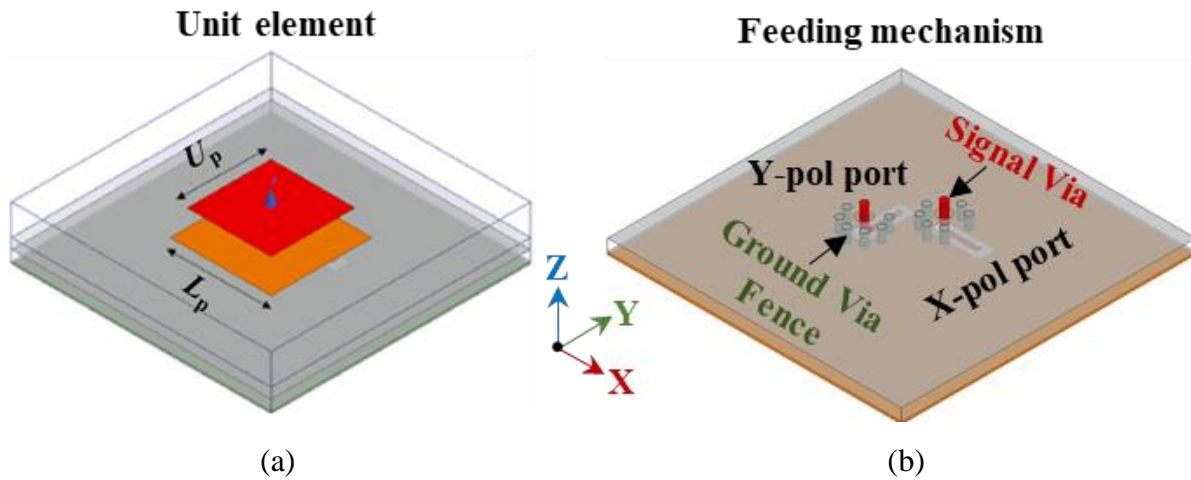 Unit element
Uₚ
Lₚ
Z
Y
X
(a)
Feeding mechanism
Signal Via
Y-pol port
Ground Via
Fence
X-pol port
(b)